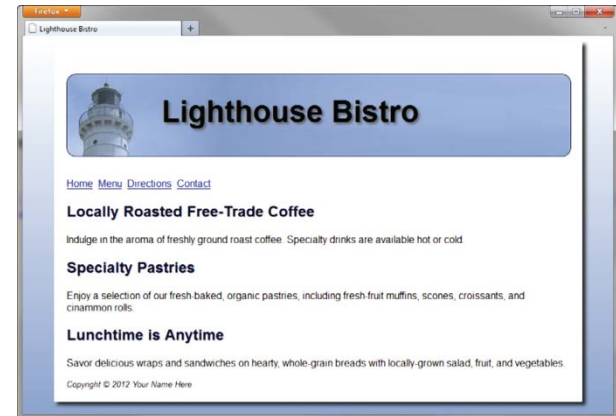 Firefox
Lighthouse Bistro
Lighthouse Bistro
Home Menu Directions Contact
Locally Roasted Free-Trade Coffee
Indulge in the aroma of freshly ground roast coffee. Specialty drinks are available hot or cold.
Specialty Pastries
Enjoy a selection of our fresh-baked, organic pastries, including fresh-fruit muffins, scones, croissants, and
cinammon rolls.
Lunchtime is Anytime
Savor delicious wraps and sandwiches on hearty, whole-grain breads with locally-grown salad, fruit, and vegetables.
Copyright © 2012 Your Name Here